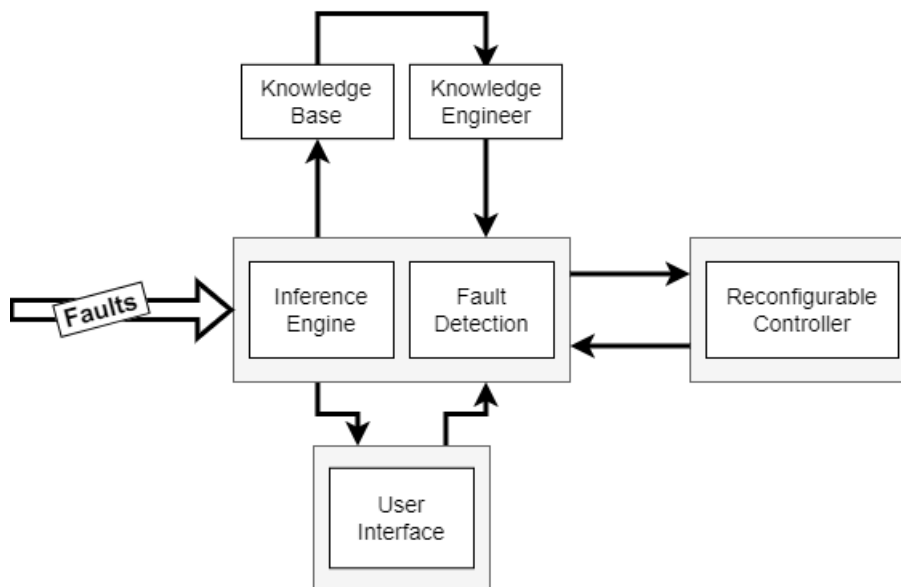 Knowledge
Base
Knowledge
Engineer
Faults
Inference
Engine
Fault
Detection
Reconfigurable
Controller
User
Interface